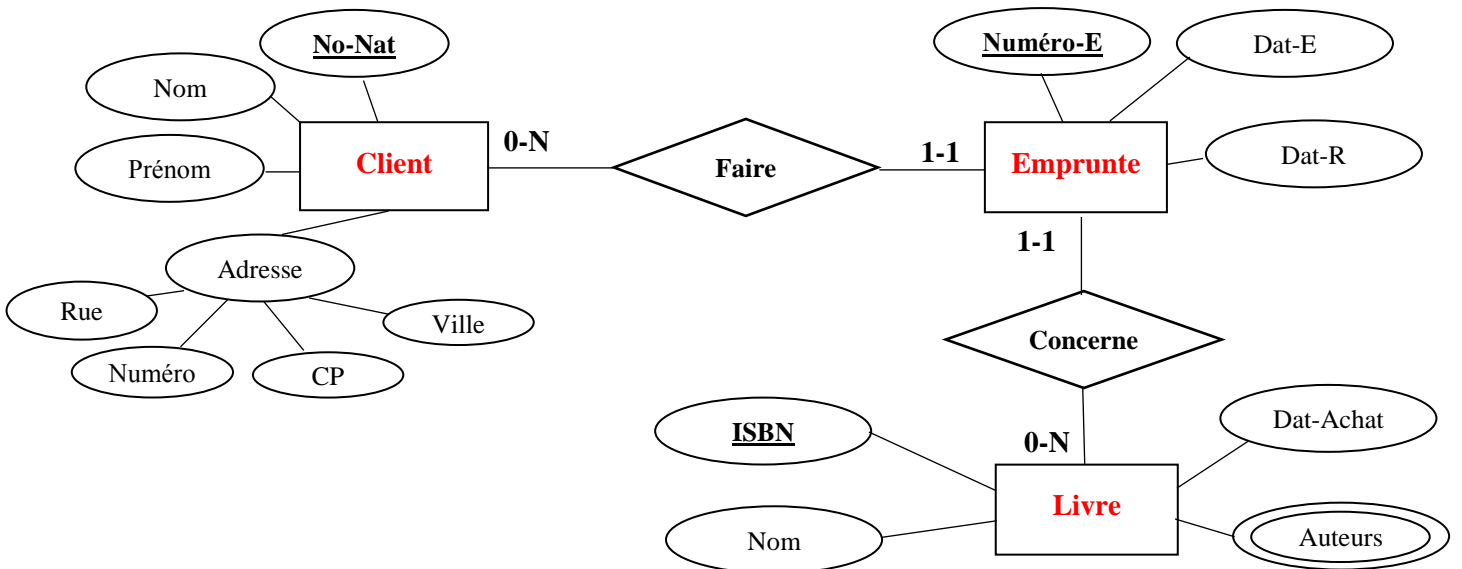 No-Nat
Numéro-E
Dat-E
Nom
0-N
Client
Prénom
Faire
1-1
Emprunte
Dat-R
1-1
Adresse
Rue
Ville
Numéro
CP
Concerne
ISBN
0-N
Dat-Achat
Livre
Nom
Auteurs